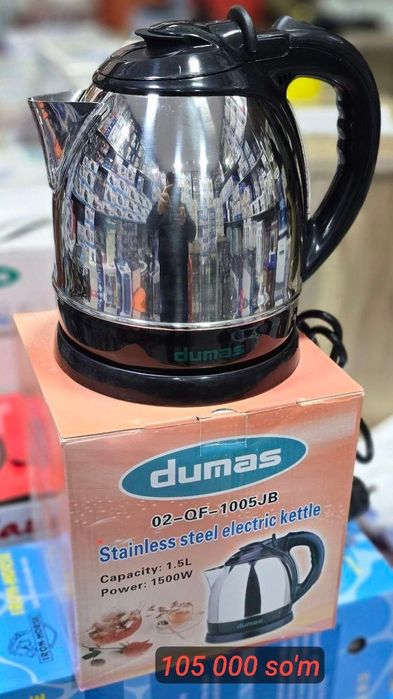 dumas
dumas
02-QF-1005JB
Stainless steel electric kettle
Capacity: 1.5L
Power: 1500W
dumas
105 000 so'm